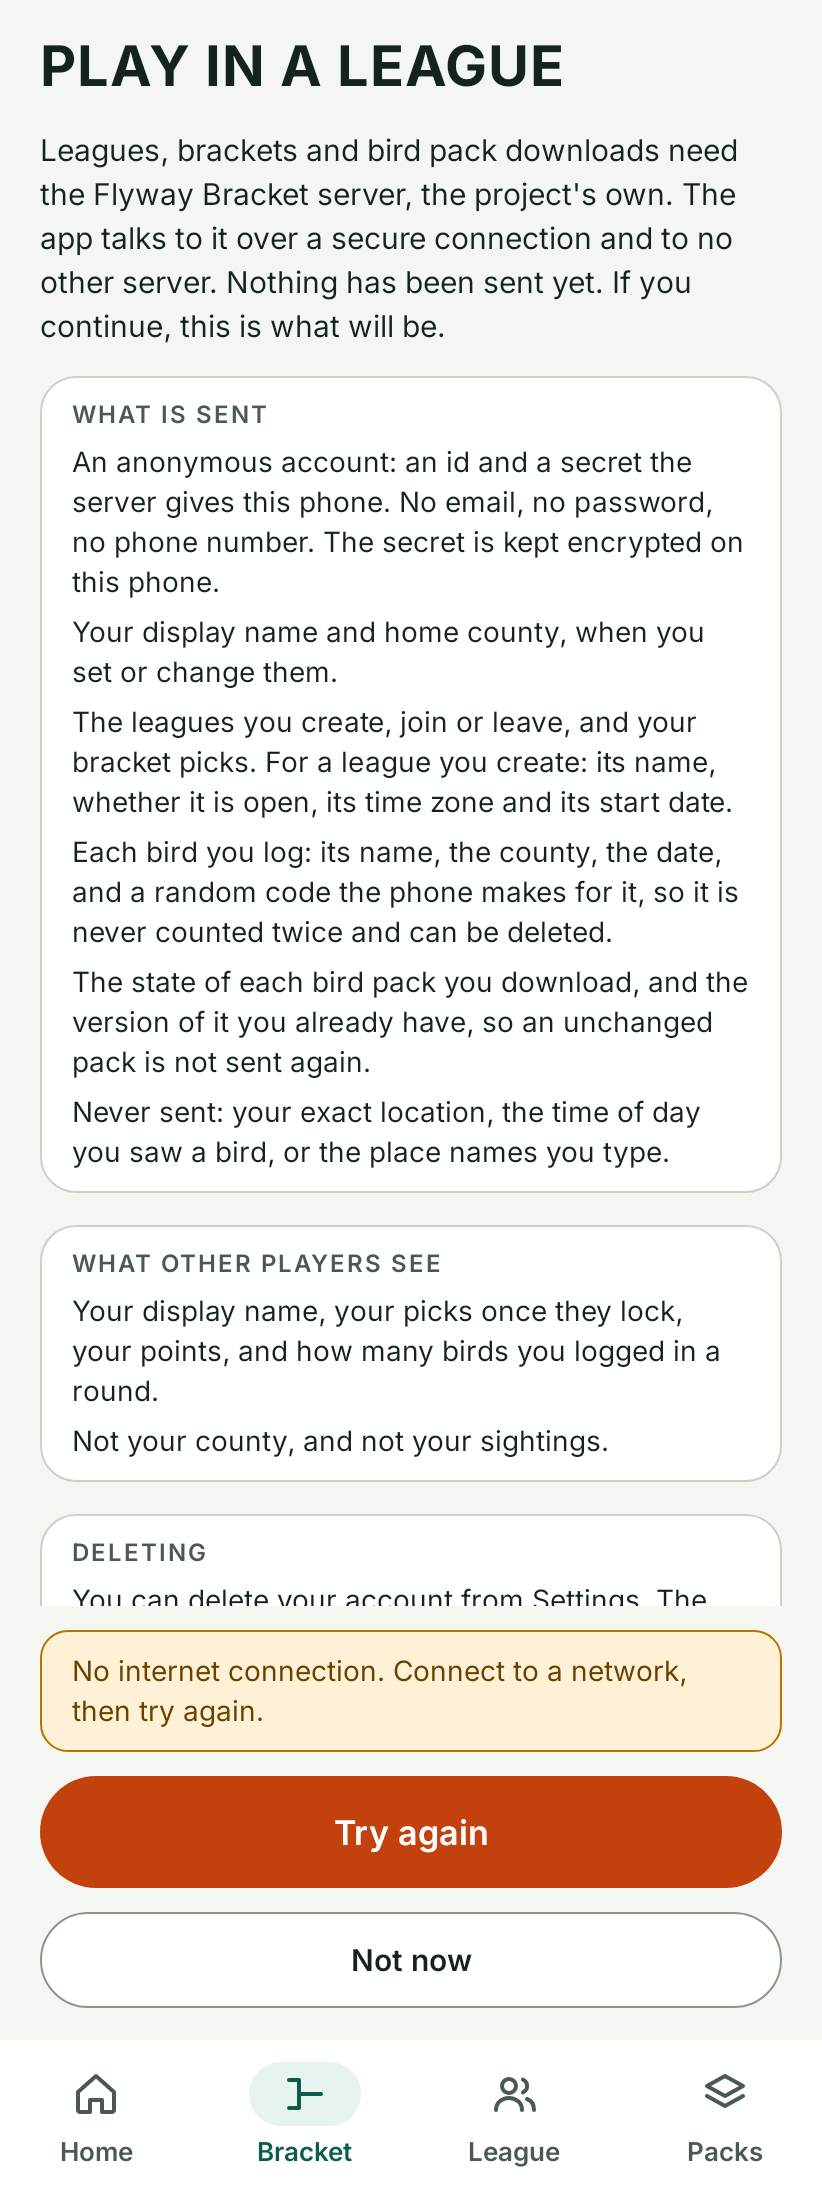 PLAY IN A LEAGUE
Leagues, brackets and bird pack downloads need
the Flyway Bracket server, the project's own. The
app talks to it over a secure connection and to no
other server. Nothing has been sent yet. If you
continue, this is what will be.
WHAT IS SENT
An anonymous account: an id and a secret the
server gives this phone. No email, no password,
no phone number. The secret is kept encrypted on
this phone.
Your display name and home county, when you
set or change them.
The leagues you create, join or leave, and your
bracket picks. For a league you create: its name,
whether it is open, its time zone and its start date.
Each bird you log: its name, the county, the date,
and a random code the phone makes for it, so it is
never counted twice and can be deleted.
The state of each bird pack you download, and the
version of it you already have, so an unchanged
pack is not sent again.
Never sent: your exact location, the time of day
you saw a bird, or the place names you type.
WHAT OTHER PLAYERS SEE
Your display name, your picks once they lock,
your points, and how many birds you logged in a
round.
Not your county, and not your sightings.
DELETING
You can delete your account from Settings. The
No internet connection. Connect to a network,
then try again.
Try again
Not now
Home
Bracket
League
Packs